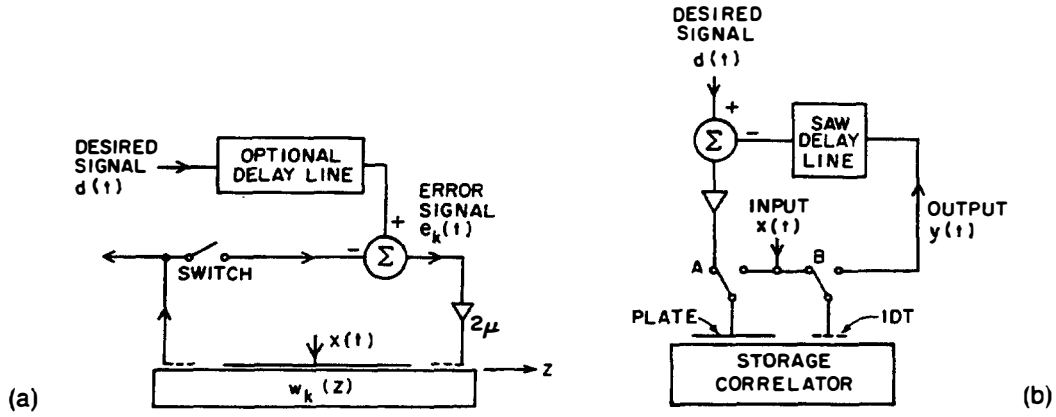 DESIRED
SIGNAL
d(t)
OPTIONAL
DELAY LINE
+
ERROR
SIGNAL
e_k(t)
-
Σ
SWITCH
2μ
x(t)
Z
w_k(z)
(a)
DESIRED
SIGNAL
d(t)
+
Σ
-
SAW
DELAY
LINE
INPUT
x(t)
OUTPUT
y(t)
A
B
PLATE
IDT
STORAGE
CORRELATOR
(b)